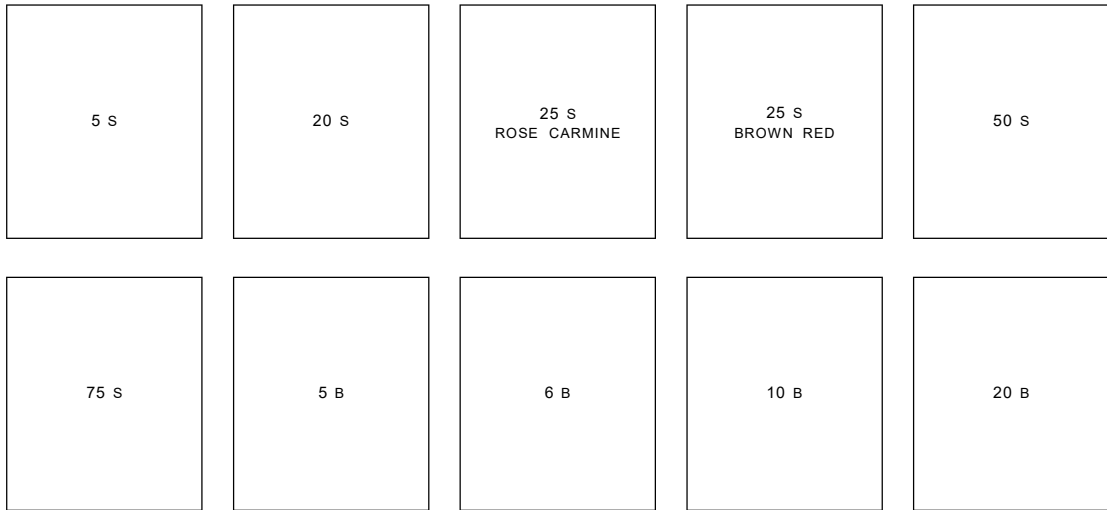 5 S
20 S
25 S
ROSE CARMINE
25 S
BROWN RED
50 S
75 S
5 B
6 B
10 B
20 B